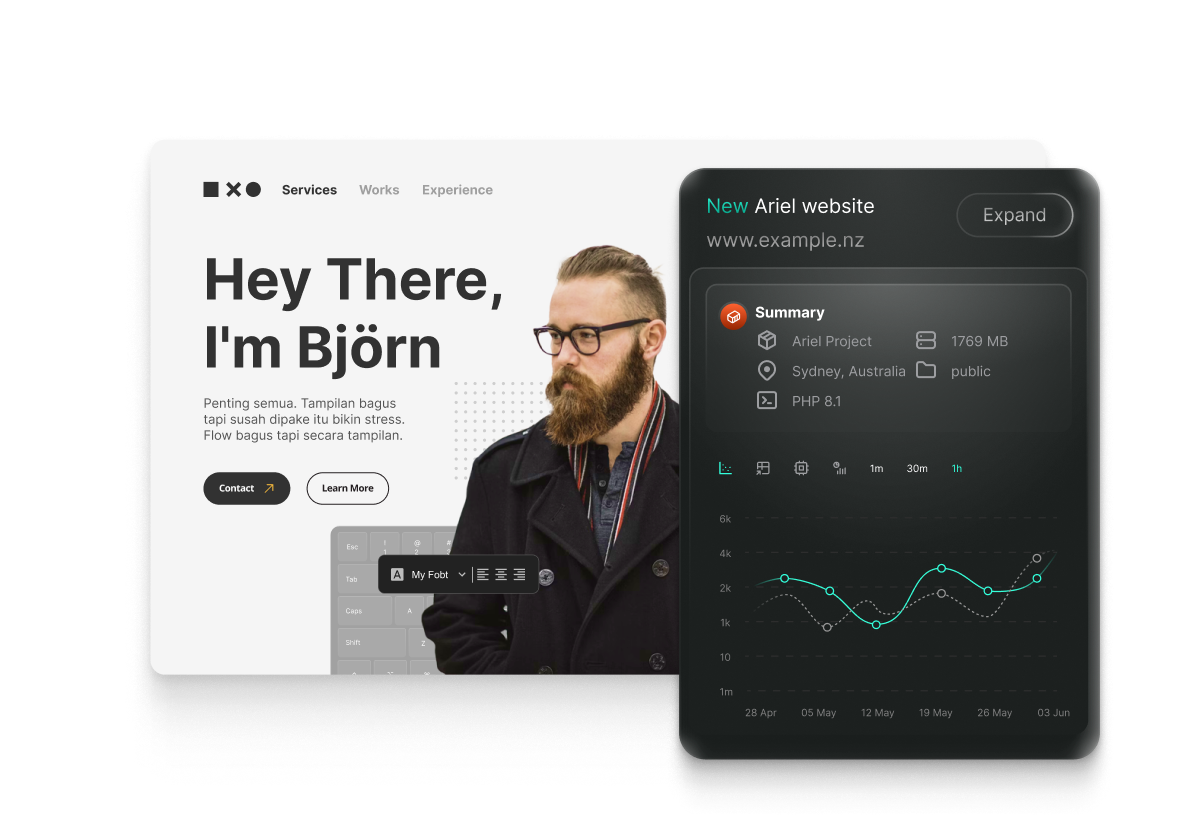 Services Works Experience
Hey There,
I'm Björn
Penting semua. Tampilan bagus
tapi susah dipake itu bikin stress.
Flow bagus tapi secara tampilan.
Contact
Learn More
Esc
!
1
@
2
#
Tab
Caps
A
Shift
Z
A My Fobt
New Ariel website
Expand
www.example.nz
Summary
Ariel Project
1769 MB
Sydney, Australia
public
PHP 8.1
1m 30m 1h
6k
4k
2k
1k
10
1m
28 Apr 05 May 12 May 19 May 26 May 03 Jun